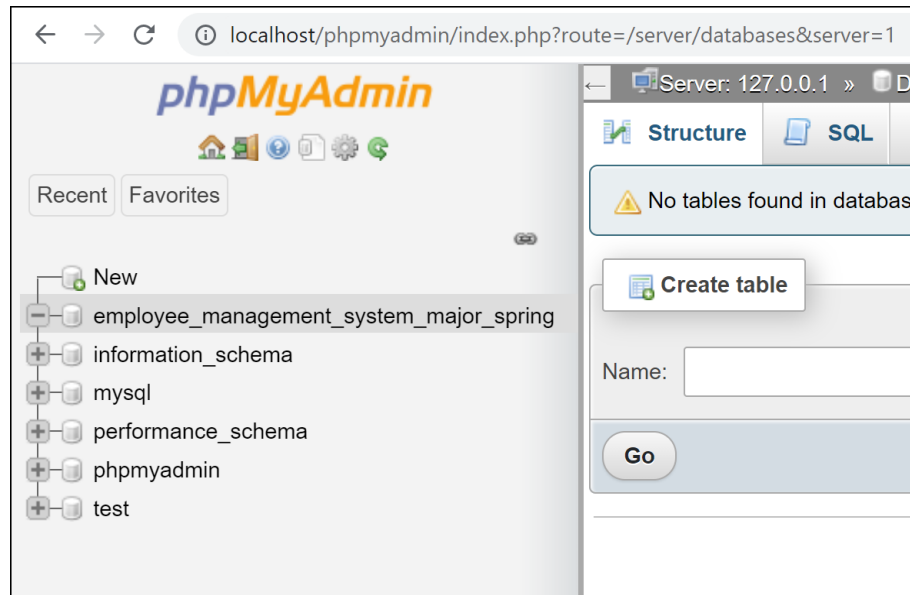 localhost/phpmyadmin/index.php?route=/server/databases&server=1
phpMyAdmin
Recent Favorites
New
employee_management_system_major_spring
information_schema
mysql
performance_schema
phpmyadmin
test
Server: 127.0.0.1 » D
Structure SQL
No tables found in databas
Create table
Name:
Go